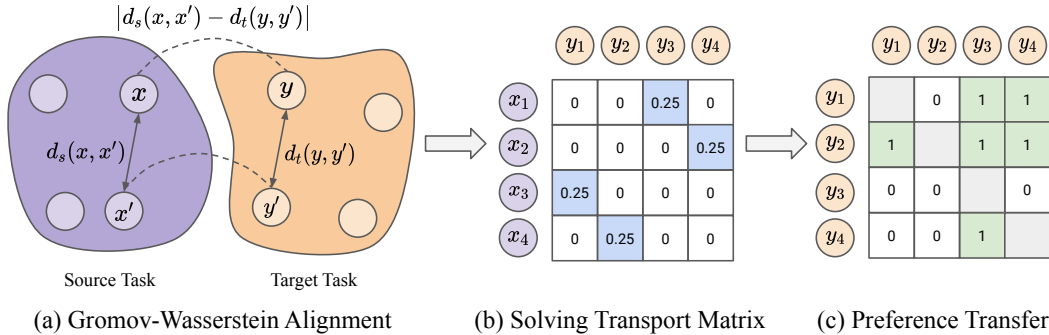 |d_s(x, x′) − d_t(y, y′)|
x
y
d_s(x, x′)
d_t(y, y′)
x′
y′
Source Task
Target Task
(a) Gromov-Wasserstein Alignment
y₁ y₂ y₃ y₄
x₁ 0 0 0.25 0
x₂ 0 0 0 0.25
x₃ 0.25 0 0 0
x₄ 0 0.25 0 0
(b) Solving Transport Matrix
y₁ y₂ y₃ y₄
y₁ 0 1 1
y₂ 1 1 1
y₃ 0 0 0
y₄ 0 0 1
(c) Preference Transfer